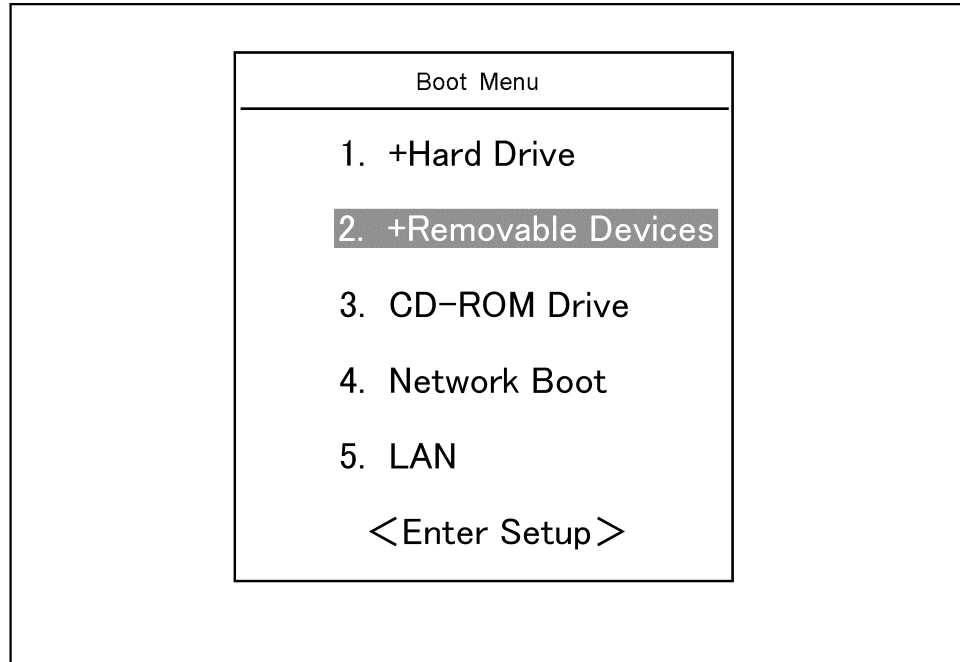 Boot Menu
1. +Hard Drive
2. +Removable Devices
3. CD-ROM Drive
4. Network Boot
5. LAN
<Enter Setup>